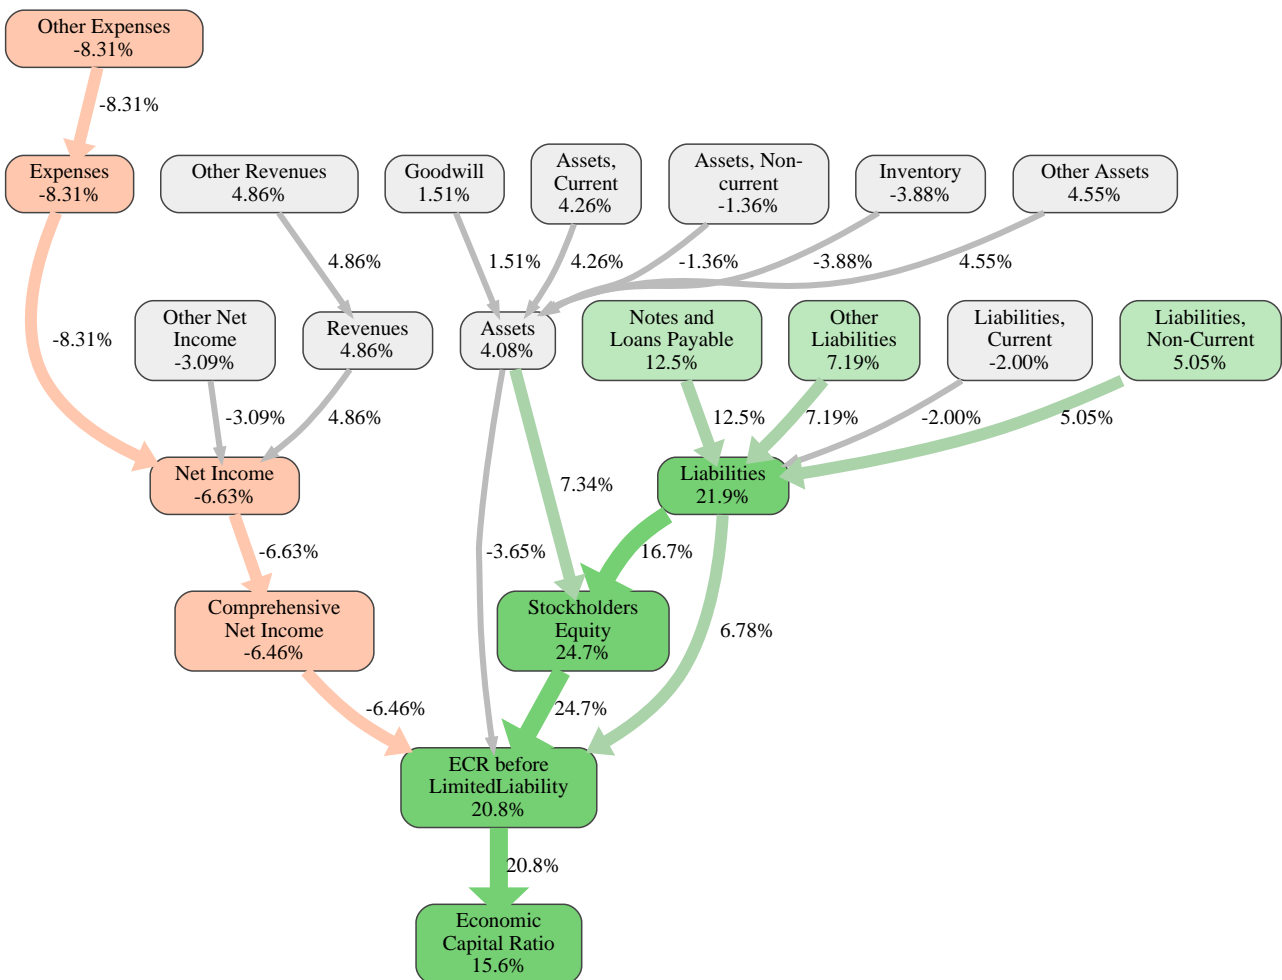 Other Expenses
-8.31%
-8.31%
Expenses
-8.31%
Other Revenues
4.86%
Goodwill
1.51%
Assets,
Current
4.26%
Assets, Non-
current
-1.36%
Inventory
-3.88%
Other Assets
4.55%
4.86%
1.51%
4.26%
-1.36%
-3.88%
4.55%
Other Net
Income
-3.09%
Revenues
4.86%
Assets
4.08%
Notes and
Loans Payable
12.5%
Other
Liabilities
7.19%
Liabilities,
Current
-2.00%
Liabilities,
Non-Current
5.05%
-8.31%
-3.09%
4.86%
12.5%
7.19%
-2.00%
5.05%
Net Income
-6.63%
Liabilities
21.9%
7.34%
-6.63%
-3.65%
16.7%
Comprehensive
Net Income
-6.46%
Stockholders
Equity
24.7%
6.78%
-6.46%
24.7%
ECR before
LimitedLiability
20.8%
20.8%
Economic
Capital Ratio
15.6%